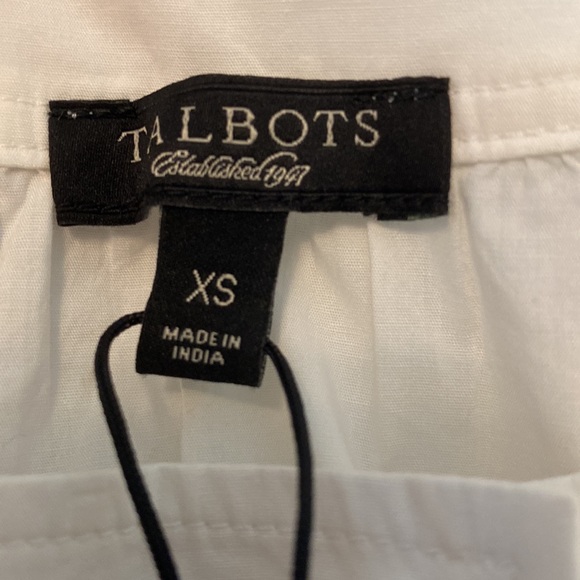 TALBOTS
Established 1947
XS
MADE IN
INDIA